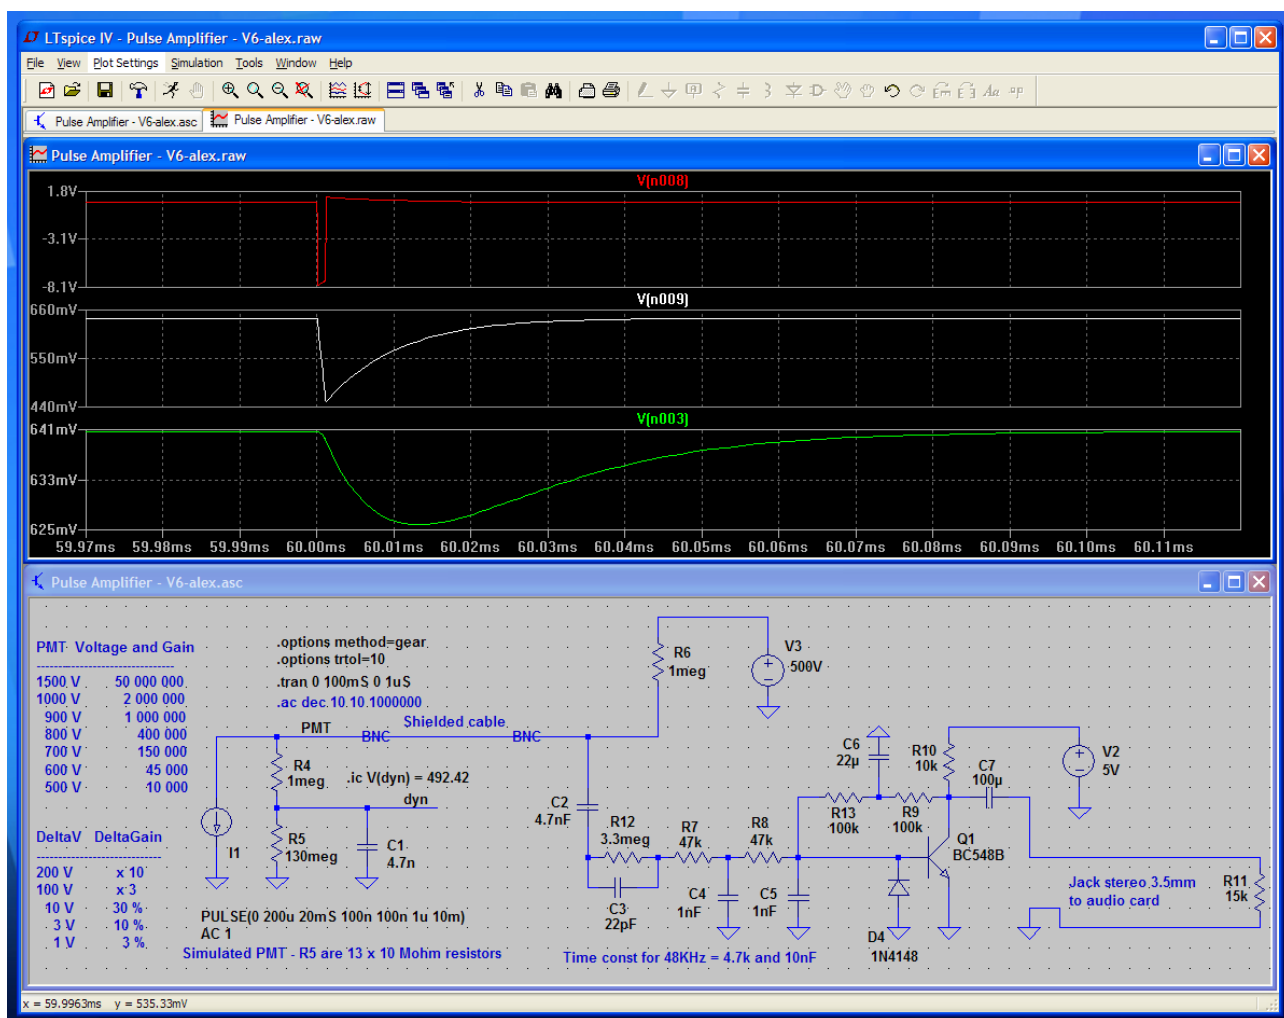 LTspice IV - Pulse Amplifier - V6-alex.raw
File View Plot Settings Simulation Tools Window Help
Pulse Amplifier - V6-alex.asc Pulse Amplifier - V6-alex.raw
Pulse Amplifier - V6-alex.raw
V(n008)
1.8V
-3.1V
-8.1V
V(n009)
660mV
550mV
440mV
V(n003)
641mV
633mV
625mV
59.97ms 59.98ms 59.99ms 60.00ms 60.01ms 60.02ms 60.03ms 60.04ms 60.05ms 60.06ms 60.07ms 60.08ms 60.09ms 60.10ms 60.11ms
Pulse Amplifier - V6-alex.asc
PMT Voltage and Gain
1500 V 50 000 000
1000 V 2 000 000
900 V 1 000 000
800 V 400 000
700 V 150 000
600 V 45 000
500 V 10 000
DeltaV DeltaGain
200 V x 10
100 V x 3
10 V 30 %
3 V 10 %
1 V 3 %
.options method=gear
.options trtol=10
.tran 0 100mS 0 1uS
.ac dec 10 10 1000000
PMT
BNC
Shielded cable
BNC
R4
1meg
.ic V(dyn) = 492.42
dyn
R5
130meg
C1
4.7n
I1
PULSE(0 200u 20mS 100n 100n 1u 10m)
AC 1
Simulated PMT - R5 are 13 x 10 Mohm resistors
R6
1meg
V3
500V
C2
4.7nF
R12
3.3meg
C3
22pF
R7
47k
R8
47k
C4
1nF
C5
1nF
Time const for 48KHz = 4.7k and 10nF
C6
22µ
R13
100k
R9
100k
R10
10k
C7
100µ
V2
5V
Q1
BC548B
D4
1N4148
Jack stereo 3.5mm
to audio card
R11
15k
x = 59.9963ms y = 535.33mV